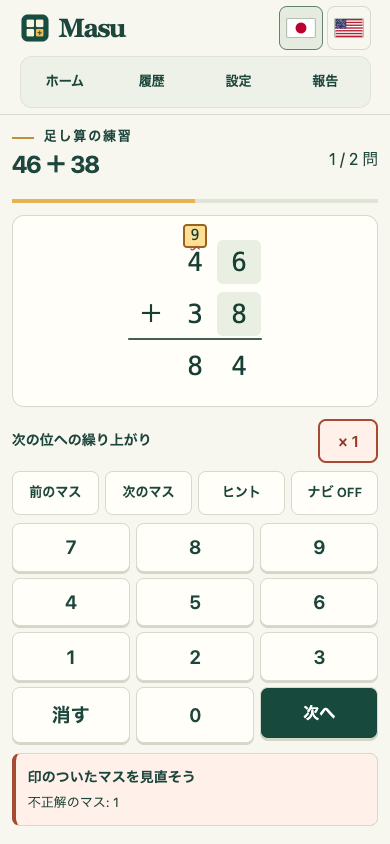 Masu
ホーム 履歴 設定 報告
足し算の練習
46 + 38
1 / 2 問
9
4 6
+ 3 8
8 4
次の位への繰り上がり
× 1
前のマス 次のマス ヒント ナビ OFF
7 8 9
4 5 6
1 2 3
消す 0 次へ
印のついたマスを見直そう
不正解のマス: 1